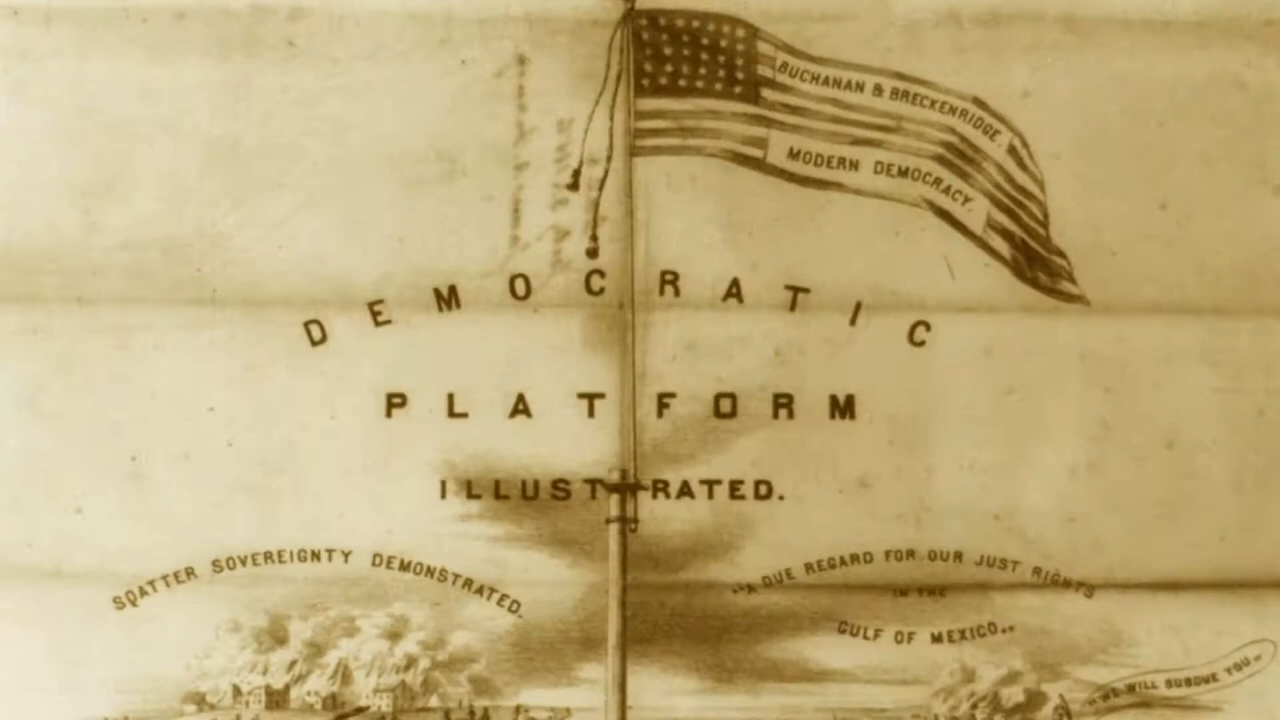 BUCHANAN & BRECKENRIDGE.
MODERN DEMOCRACY.
DEMOCRATIC
PLATFORM
ILLUSTRATED.
SQATTER SOVEREIGNTY DEMONSTRATED.
"A DUE REGARD FOR OUR JUST RIGHTS
IN THE
GULF OF MEXICO."
"WE WILL SUBDUE YOU"